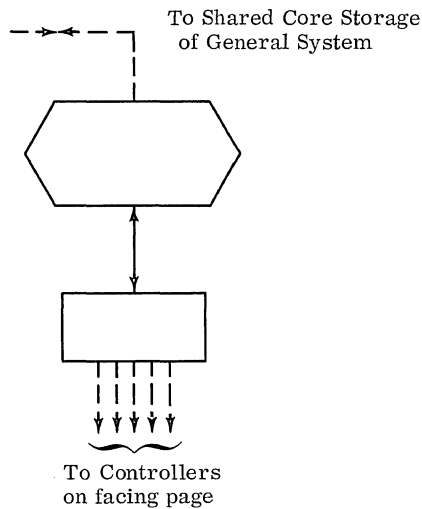 To Shared Core Storage
of General System
To Controllers
on facing page